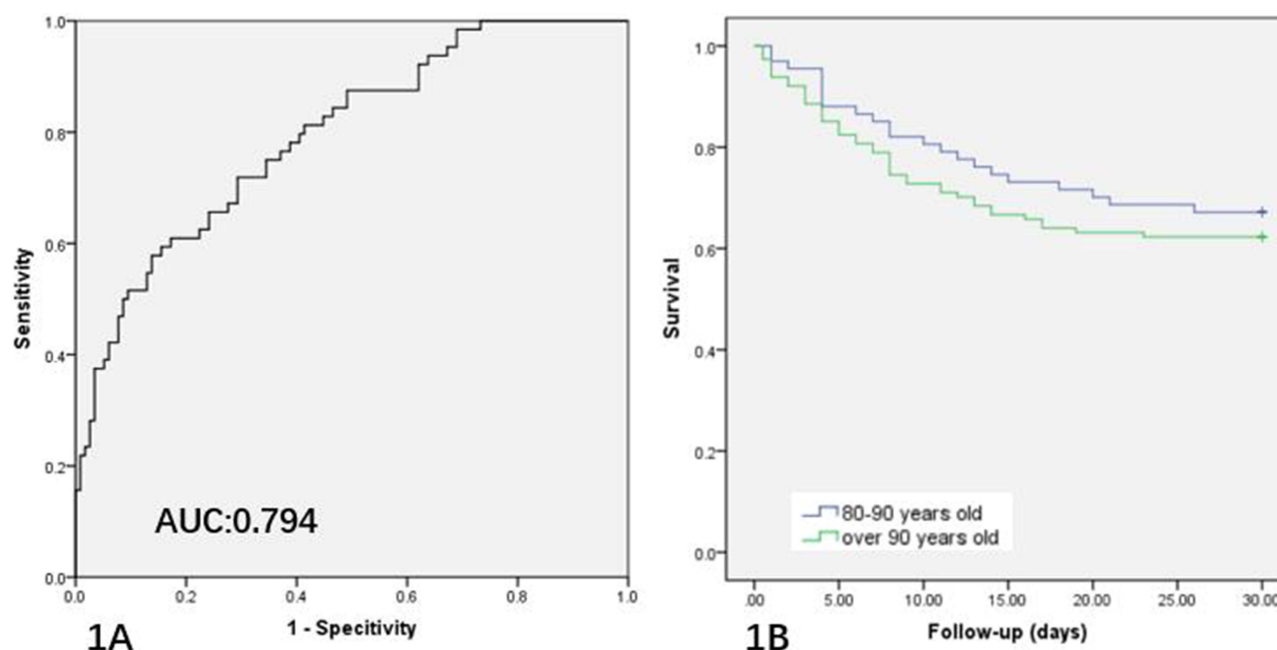 1.0
0.8
0.6
0.4
0.2
0.0
Sensitivity
AUC:0.794
0.0 0.2 0.4 0.6 0.8 1.0
1 - Specitivity
1A
1.0
0.8
0.6
0.4
0.2
0.0
Survival
80-90 years old
over 90 years old
.00 5.00 10.00 15.00 20.00 25.00 30.00
Follow-up (days)
1B